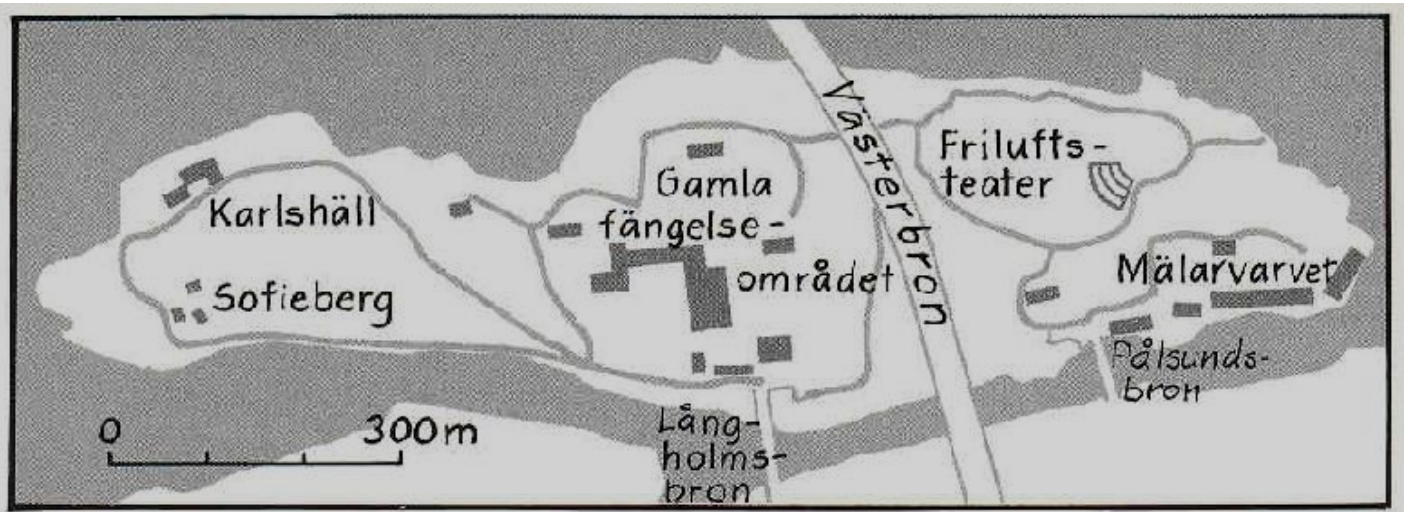 Västerbron
Frilufts-
teater
Gamla
fängelse-
området
Karlshäll
Sofieberg
Mälarvarvet
Pålsunds-
bron
Lång-
holms-
bron
0 300m